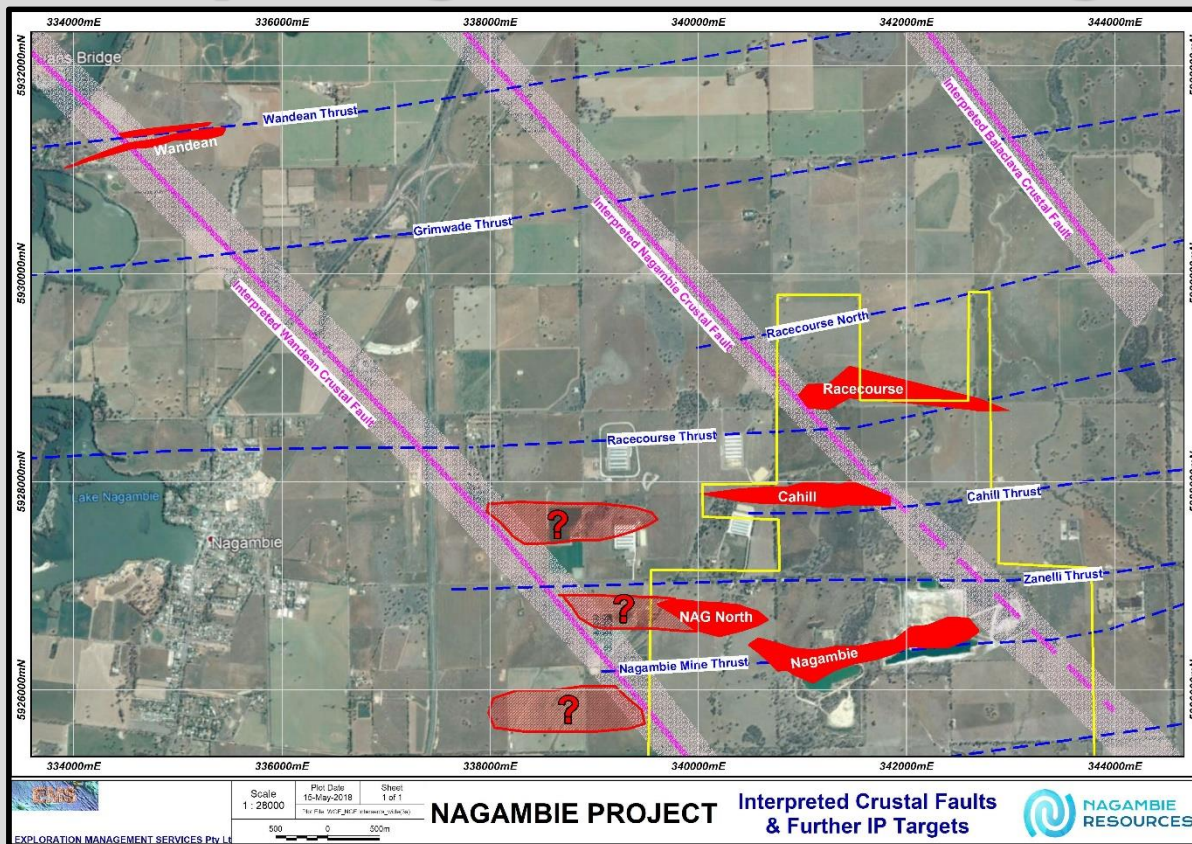 334000mE 336000mE 338000mE 340000mE 342000mE 344000mE
5932000mN
Bridge
Wandean Thrust
Wandean
Interpreted Balaclava Crustal Fault
Grimwade Thrust
Interpreted Nagambie Crustal Fault
5930000mN
Interpreted Wandean Crustal Fault
Racecourse North
Racecourse
Racecourse Thrust
5928000mN
Lake Nagambie
Cahill
Cahill Thrust
?
Nagambie
Zanelli Thrust
?
NAG North
Nagambie
Nagambie Mine Thrust
5926000mN
?
334000mE 336000mE 338000mE 340000mE 342000mE 344000mE
EXPLORATION MANAGEMENT SERVICES Pty Lt
Scale
1 : 28000
Plot Date
15-May-2018
Sheet
1 of 1
500 0 500m
NAGAMBIE PROJECT
Interpreted Crustal Faults
& Further IP Targets
NAGAMBIE
RESOURCES